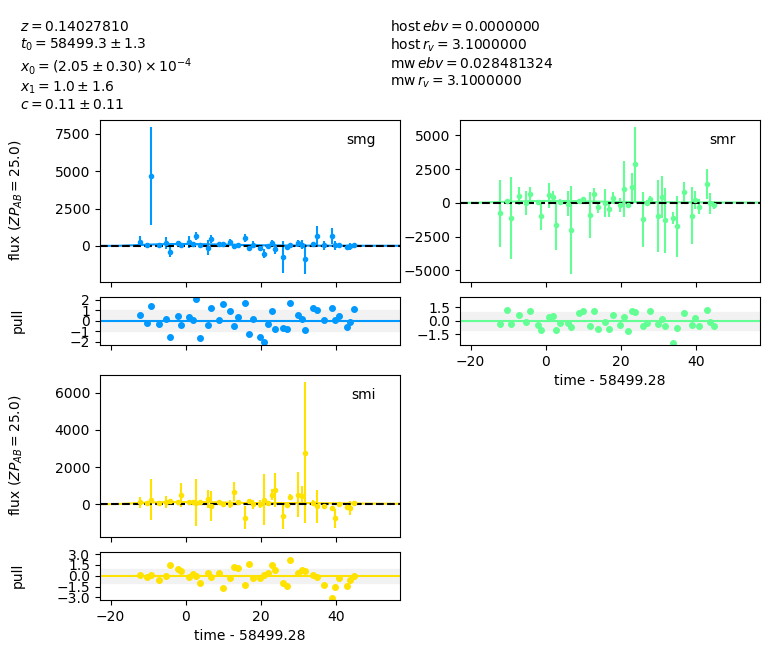 z = 0.14027810
t₀ = 58499.3 ± 1.3
x₀ = (2.05 ± 0.30) × 10⁻⁴
x₁ = 1.0 ± 1.6
c = 0.11 ± 0.11
host ebv = 0.0000000
host r_v = 3.1000000
mw ebv = 0.028481324
mw r_v = 3.1000000
smg
7500
5000
2500
0
flux (ZP_AB = 25.0)
2
1
0
−1
−2
pull
smr
5000
2500
0
−2500
−5000
1.5
0.0
−1.5
−20 0 20 40
time - 58499.28
smi
6000
4000
2000
0
flux (ZP_AB = 25.0)
3.0
1.5
0.0
−1.5
−3.0
pull
−20 0 20 40
time - 58499.28